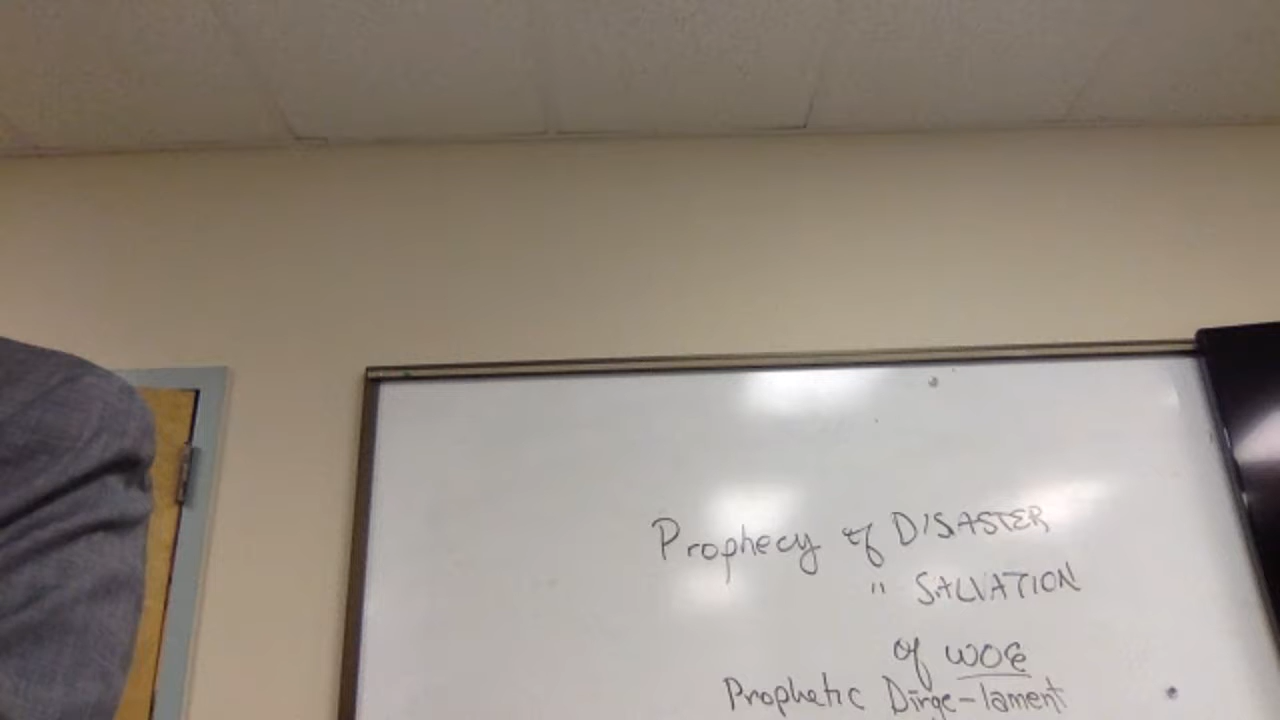 Prophecy of DISASTER
" SALVATION
of WOE
Prophetic Dirge-lament